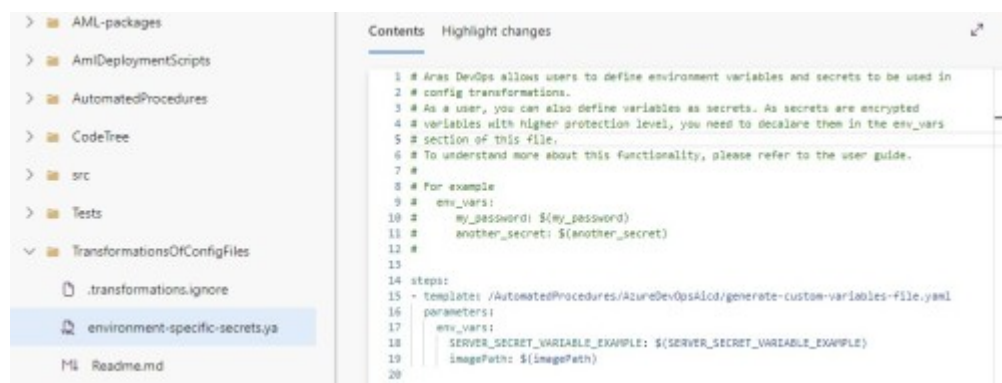 AML-packages
AmlDeploymentScripts
AutomatedProcedures
CodeTree
src
Tests
TransformationsOfConfigFiles
.transformations.ignore
environment-specific-secrets.ya
Readme.md
Contents Highlight changes
1 # Aras DevOps allows users to define environment variables and secrets to be used in
2 # config transformations.
3 # As a user, you can also define variables as secrets. As secrets are encrypted
4 # variables with higher protection level, you need to decalare them in the env_vars
5 # section of this file.
6 # To understand more about this functionality, please refer to the user guide.
7 #
8 # For example
9 # env_vars:
10 # my_password: $(my_password)
11 # another_secret: $(another_secret)
12 #
13
14 steps:
15 - template: /AutomatedProcedures/AzureDevOpsAicd/generate-custom-variables-file.yaml
16 parameters:
17 env_vars:
18 SERVER_SECRET_VARIABLE_EXAMPLE: $(SERVER_SECRET_VARIABLE_EXAMPLE)
19 imagePath: $(imagePath)
20